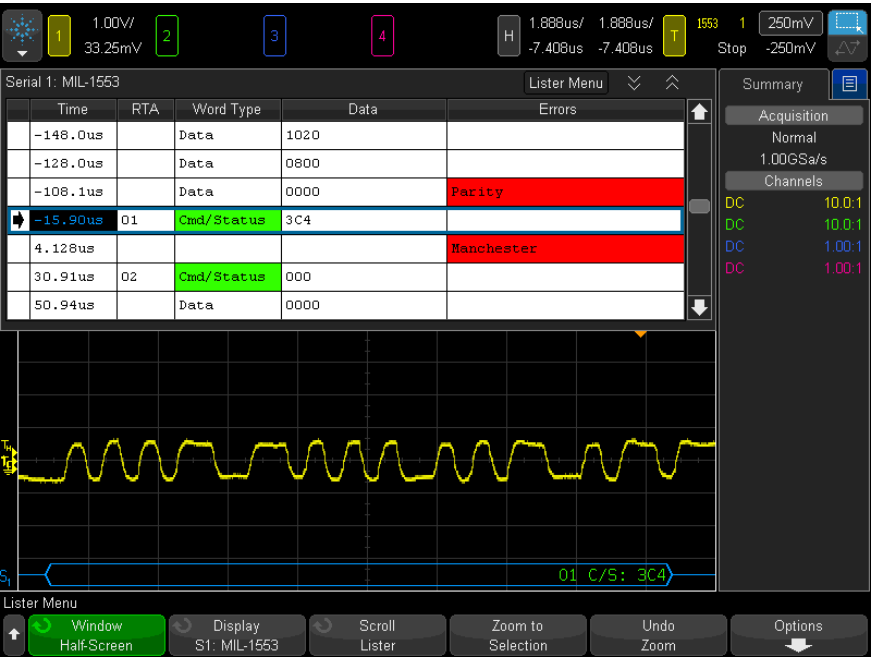 1 1.00V/ 33.25mV 2 3 4 H 1.888us/ 1.888us/ -7.408us -7.408us T 1553 1 Stop 250mV -250mV
Serial 1: MIL-1553 Lister Menu
Time RTA Word Type Data Errors
-148.0us Data 1020
-128.0us Data 0800
-108.1us Data 0000 Parity
-15.90us 01 Cmd/Status 3C4
4.128us Manchester
30.91us 02 Cmd/Status 000
50.94us Data 0000
Summary
Acquisition
Normal
1.00GSa/s
Channels
DC 10.0:1
DC 10.0:1
DC 1.00:1
DC 1.00:1
S1 01 C/S: 3C4
Lister Menu
Window Half-Screen
Display S1: MIL-1553
Scroll Lister
Zoom to Selection
Undo Zoom
Options